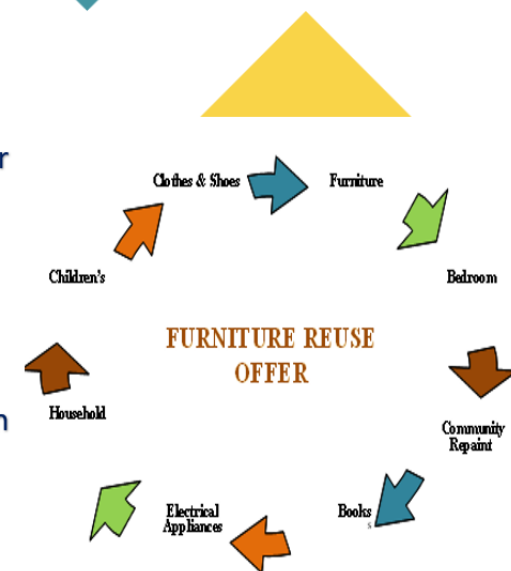 r
Clothes & Shoes
Furniture
Children's
Bedroom
FURNITURE REUSE
OFFER
Household
n
Community
Repaint
Electrical
Appliances
Books
s